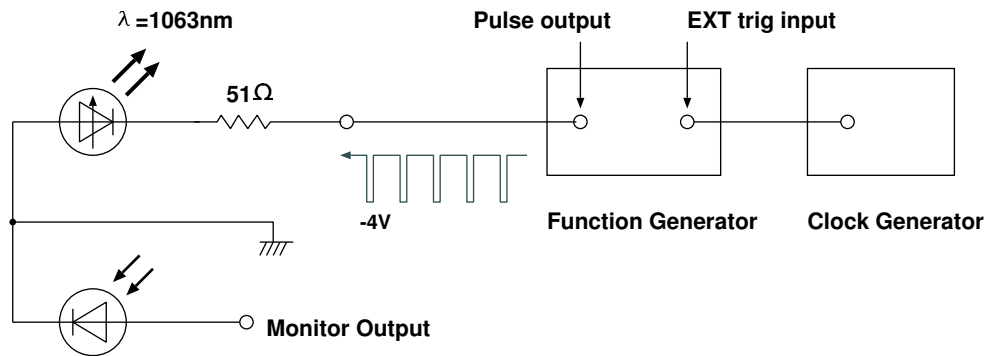 λ =1063nm
Pulse output
EXT trig input
51Ω
-4V
Function Generator
Clock Generator
Monitor Output